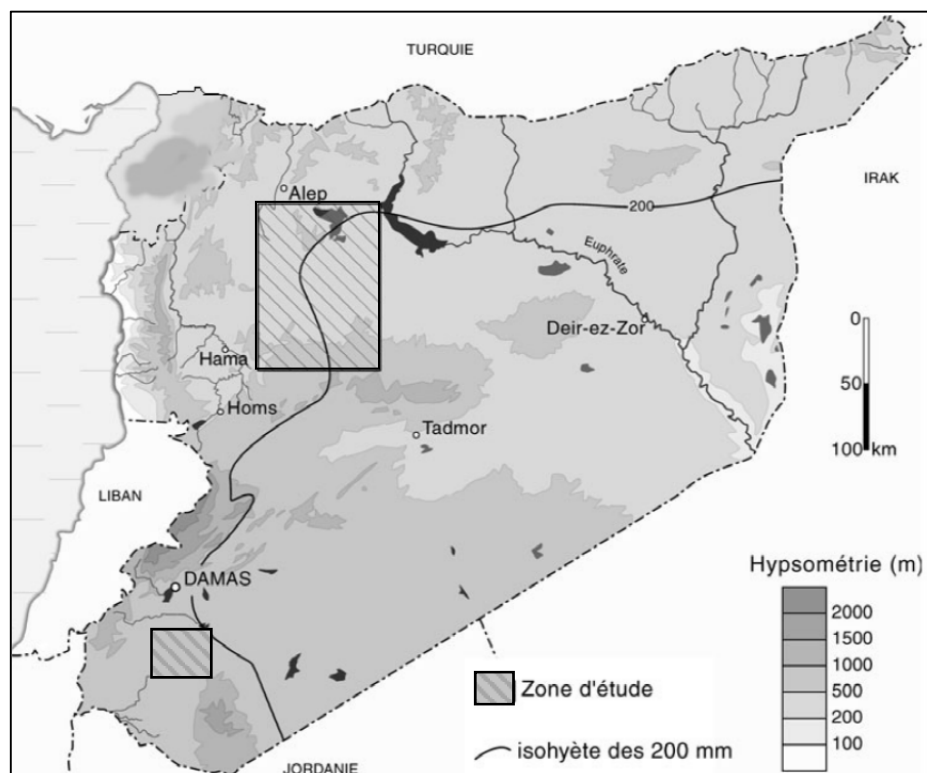 TURQUIE
Alep
IRAK
200
Euphrate
Deir-ez-Zor
0
50
100
km
Hama
Homs
Tadmor
LIBAN
DAMAS
Hypsométrie (m)
2000
1500
1000
500
200
100
Zone d'étude
isohyète des 200 mm
JORDANIE